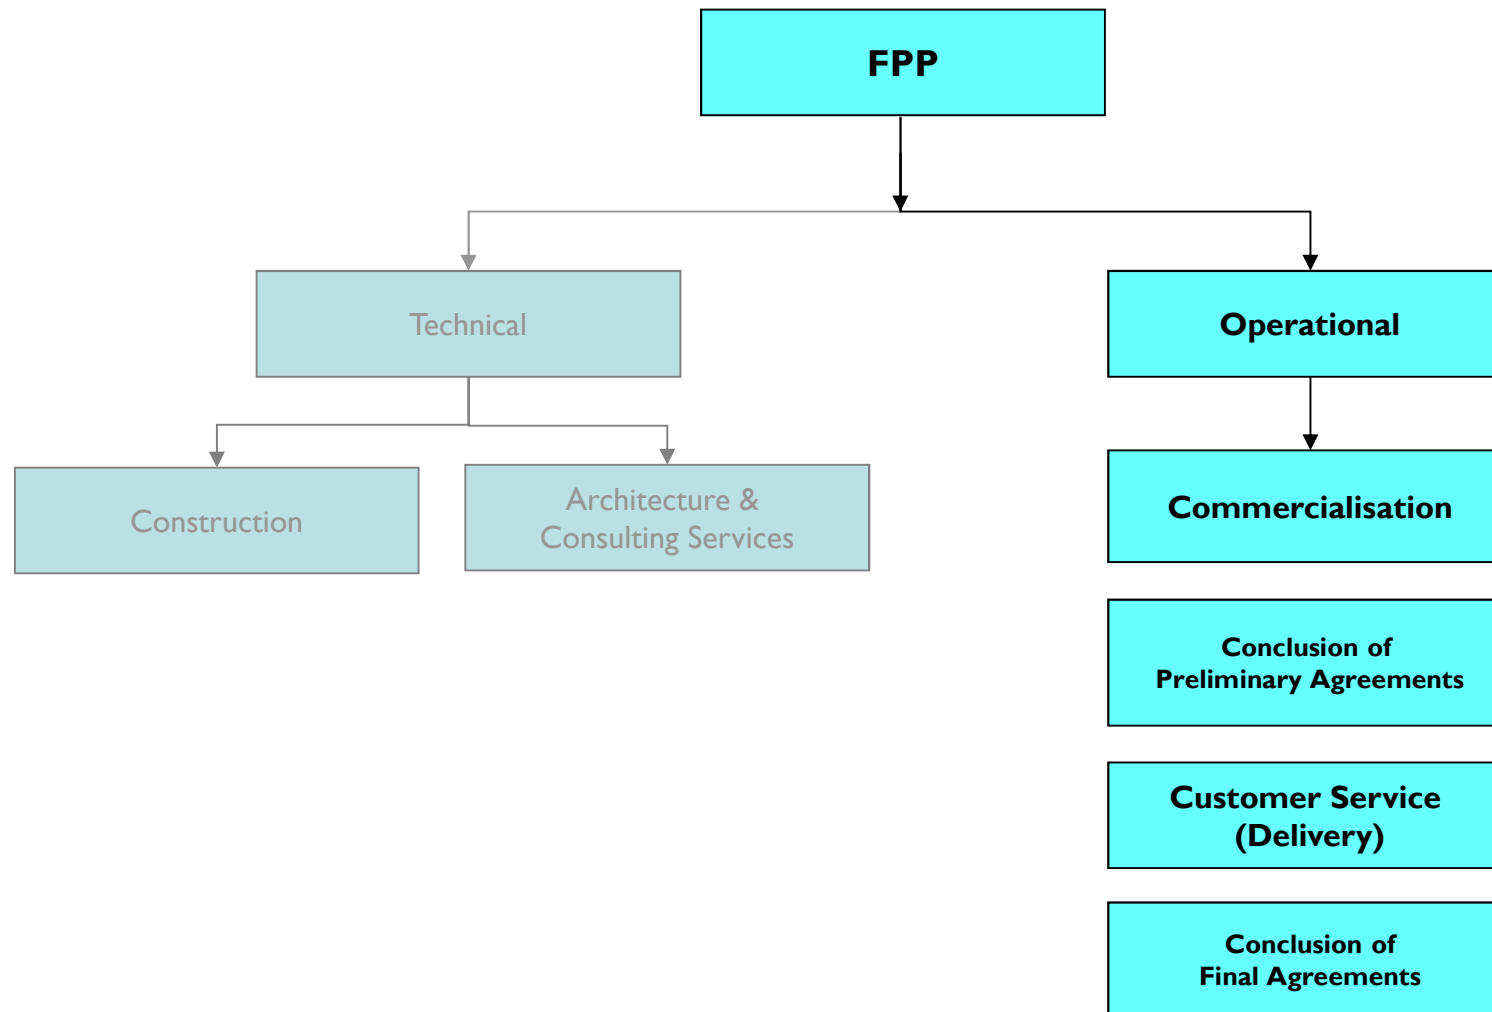 FPP
Technical
Operational
Construction
Architecture &
Consulting Services
Commercialisation
Conclusion of
Preliminary Agreements
Customer Service
(Delivery)
Conclusion of
Final Agreements